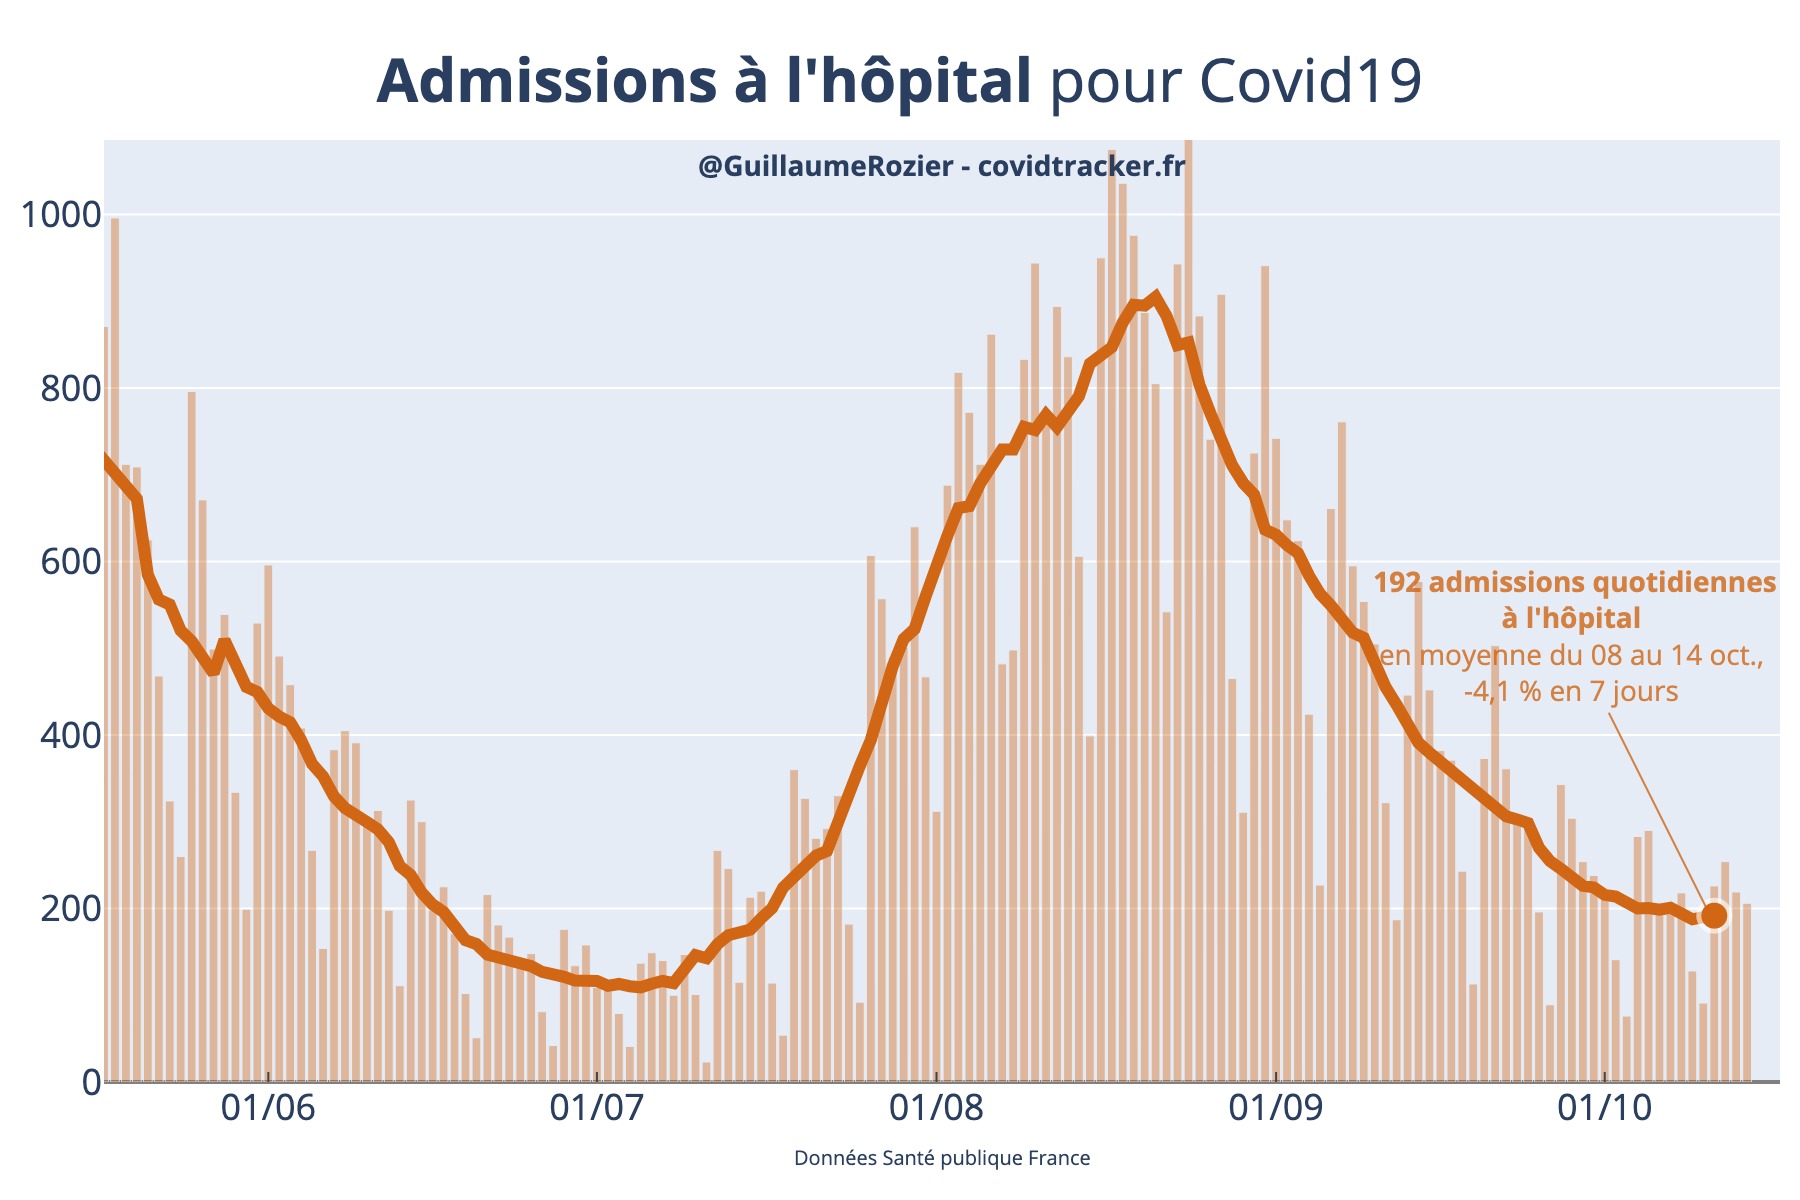 Admissions à l'hôpital pour Covid19
@GuillaumeRozier - covidtracker.fr
1000
800
600
400
200
0
192 admissions quotidiennes
à l'hôpital
en moyenne du 08 au 14 oct.,
-4,1 % en 7 jours
01/06 01/07 01/08 01/09 01/10
Données Santé publique France